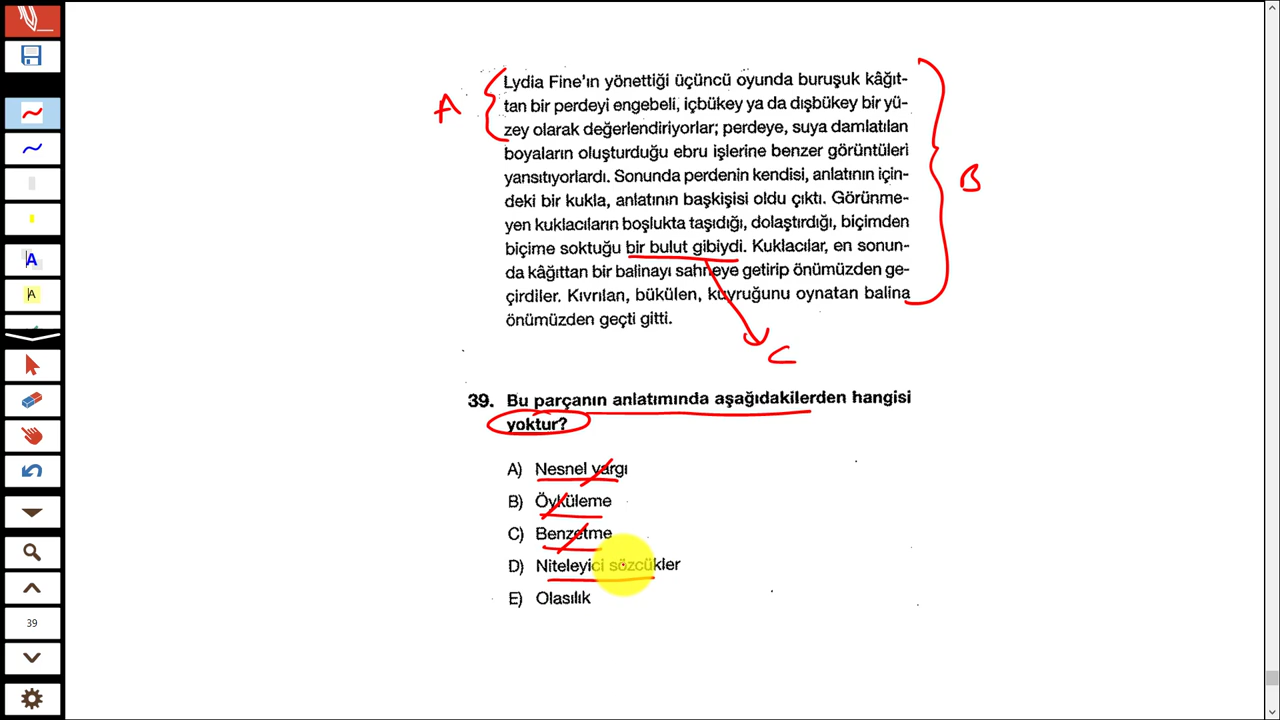 Lydia Fine'ın yönettiği üçüncü oyunda buruşuk kâğıt-
tan bir perdeyi engebeli, içbükey ya da dışbükey bir yü-
zey olarak değerlendiriyorlar; perdeye, suya damlatılan
boyaların oluşturduğu ebru işlerine benzer görüntüleri
yansıtıyorlardı. Sonunda perdenin kendisi, anlatının için-
deki bir kukla, anlatının başkişisi oldu çıktı. Görünme-
yen kuklacıların boşlukta taşıdığı, dolaştırdığı, biçimden
biçime soktuğu bir bulut gibiydi. Kuklacılar, en sonun-
da kâğıttan bir balinayı sahneye getirip önümüzden ge-
çirdiler. Kıvrılan, bükülen, kuyruğunu oynatan balina
önümüzden geçti gitti.
A
B
C
39. Bu parçanın anlatımında aşağıdakilerden hangisi
yoktur?
A) Nesnel yargı
B) Öyküleme
C) Benzetme
D) Niteleyici sözcükler
E) Olasılık
A
A
39